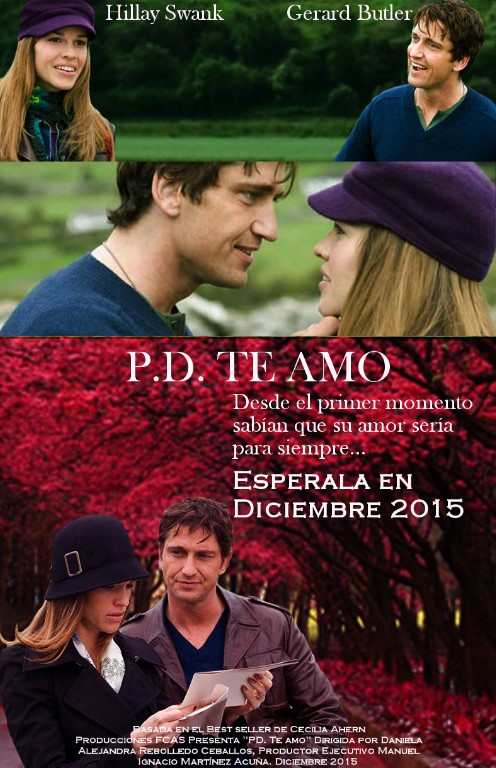 Hillay Swank Gerard Butler
P.D. TE AMO
Desde el primer momento
sabían que su amor sería
para siempre...
Esperala en
Diciembre 2015
Basada en el Best seller de Cecilia Ahern
Producciones FCAS Presenta "PD. Te amo" Dirigida por Daniela
Alejandra Rebolledo Ceballos, Productor Ejecutivo Manuel
Ignacio Martínez Acuña. Diciembre 2015